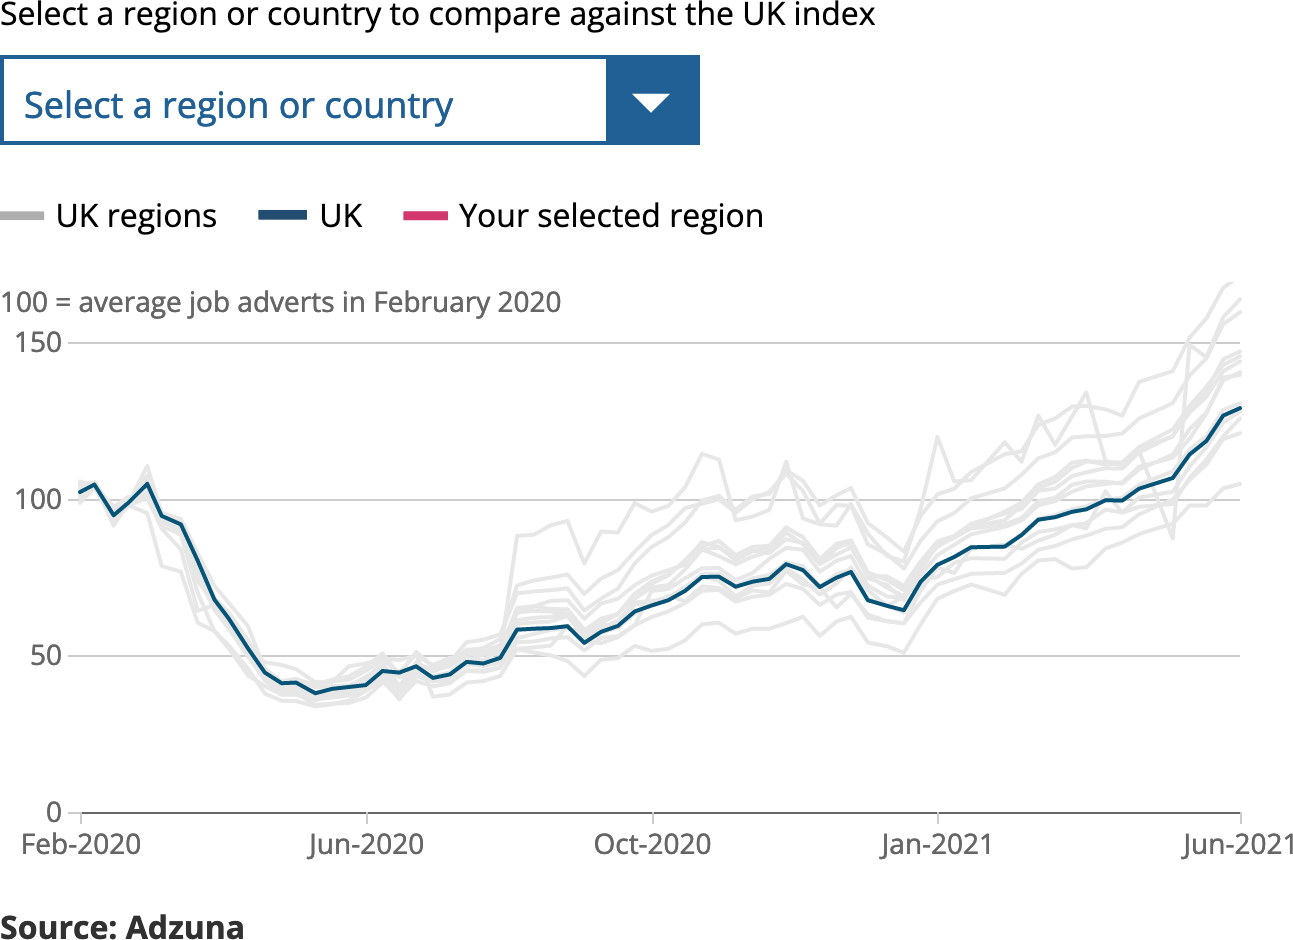 Select a region or country to compare against the UK index
Select a region or country
UK regions UK Your selected region
100 = average job adverts in February 2020
150
100
50
0
Feb-2020 Jun-2020 Oct-2020 Jan-2021 Jun-2021
Source: Adzuna